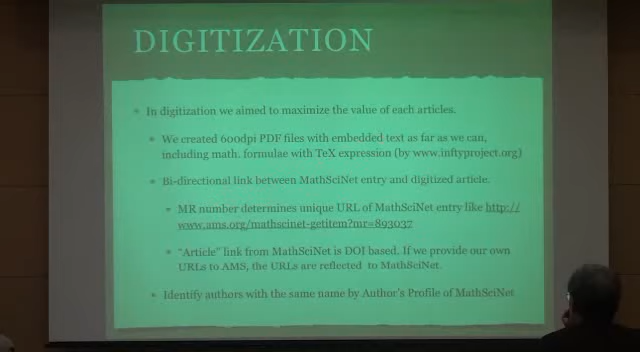 DIGITIZATION
In digitization we aimed to maximize the value of each articles.
We created 600dpi PDF files with embedded text as far as we can,
including math. formulae with TeX expression (by www.inftyproject.org)
Bi-directional link between MathSciNet entry and digitized article.
MR number determines unique URL of MathSciNet entry like http://
www.ams.org/mathscinet-getitem?mr=893037
"Article" link from MathSciNet is DOI based. If we provide our own
URLs to AMS, the URLs are reflected to MathSciNet.
Identify authors with the same name by Author's Profile of MathSciNet